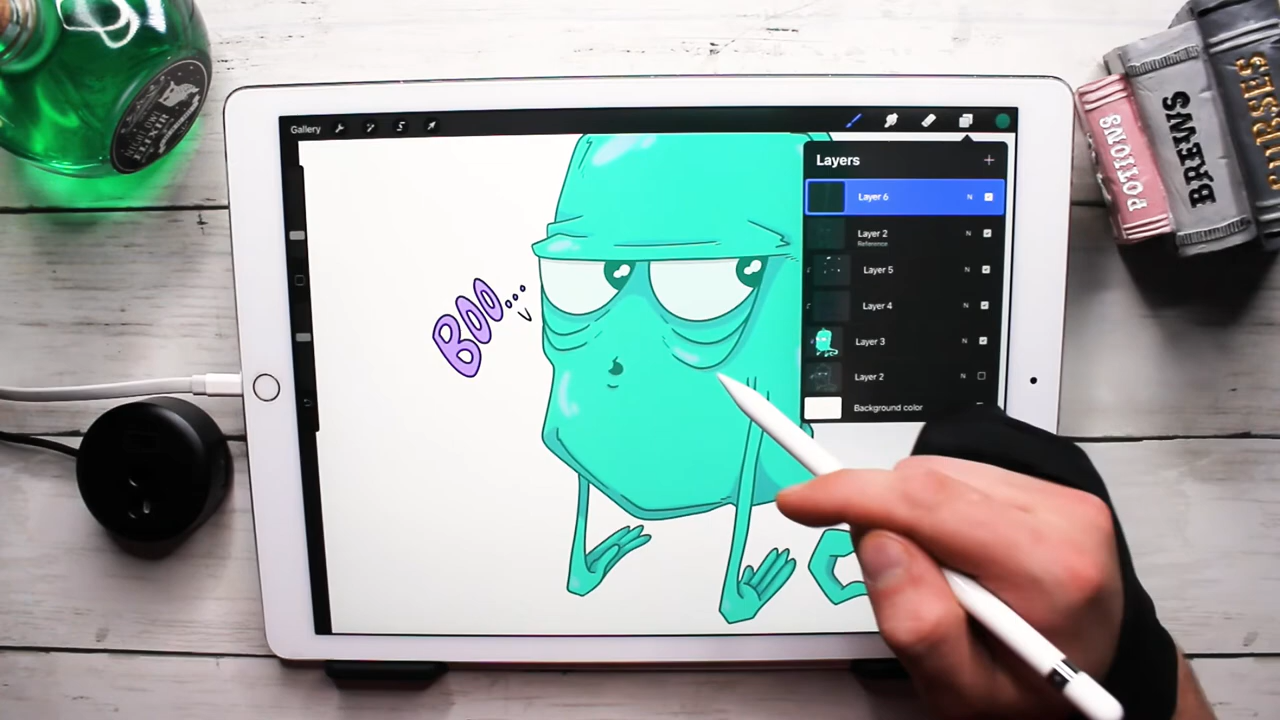 Gallery
Layers
Layer 6
N
Layer 2
Reference
N
Layer 5
N
Layer 4
N
Layer 3
N
Layer 2
N
Background color
BOO...
ELIXIR
POTIONS
BREWS